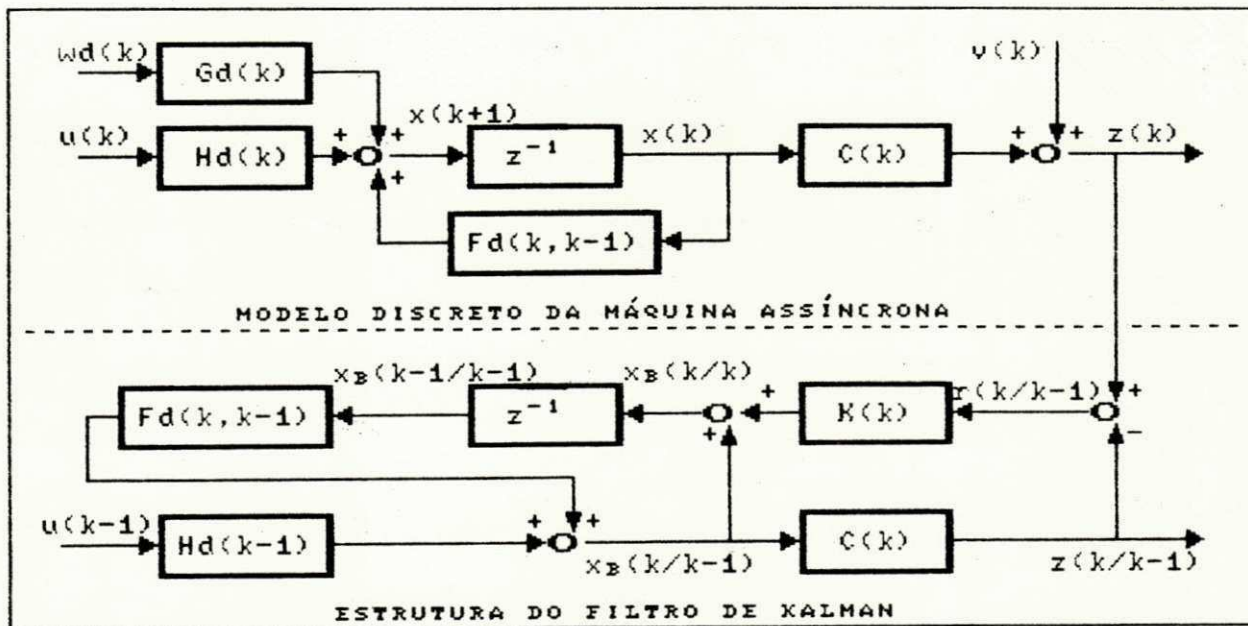 wd(k)
Gd(k)
v(k)
u(k)
Hd(k)
+
+
+
x(k+1)
z⁻¹
x(k)
C(k)
+
+
z(k)
Fd(k,k-1)
MODELO DISCRETO DA MÁQUINA ASSÍNCRONA
Fd(k,k-1)
xB(k-1/k-1)
z⁻¹
xB(k/k)
+
+
K(k)
r(k/k-1)
+
-
u(k-1)
Hd(k-1)
+
+
xB(k/k-1)
C(k)
z(k/k-1)
ESTRUTURA DO FILTRO DE KALMAN